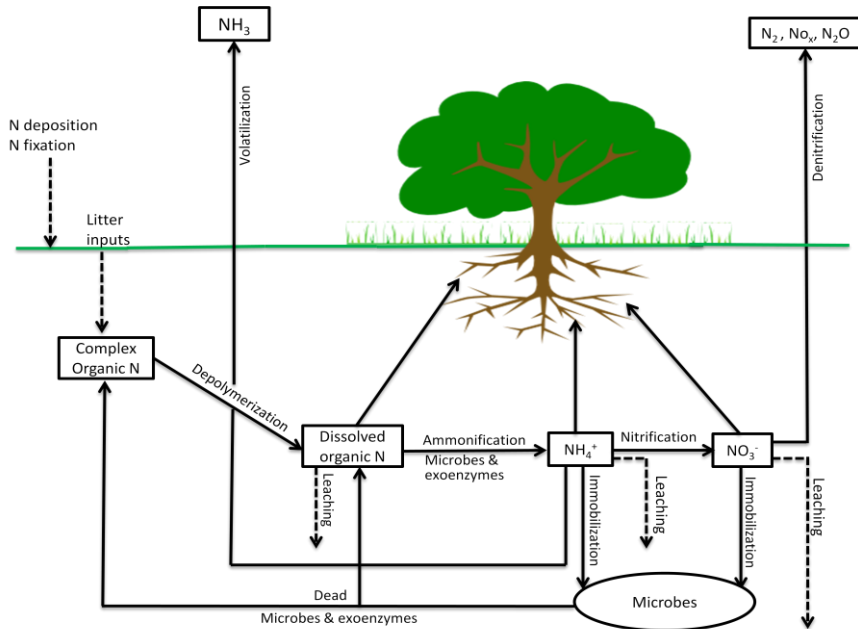 NH₃
N₂ , Noₓ, N₂O
Volatilization
Denitrification
N deposition
N fixation
Litter
inputs
Complex
Organic N
Depolymerization
Dissolved
organic N
Ammonification
Microbes &
exoenzymes
NH₄⁺
Nitrification
NO₃⁻
Leaching
Immobilization
Leaching
Immobilization
Leaching
Dead
Microbes & exoenzymes
Microbes